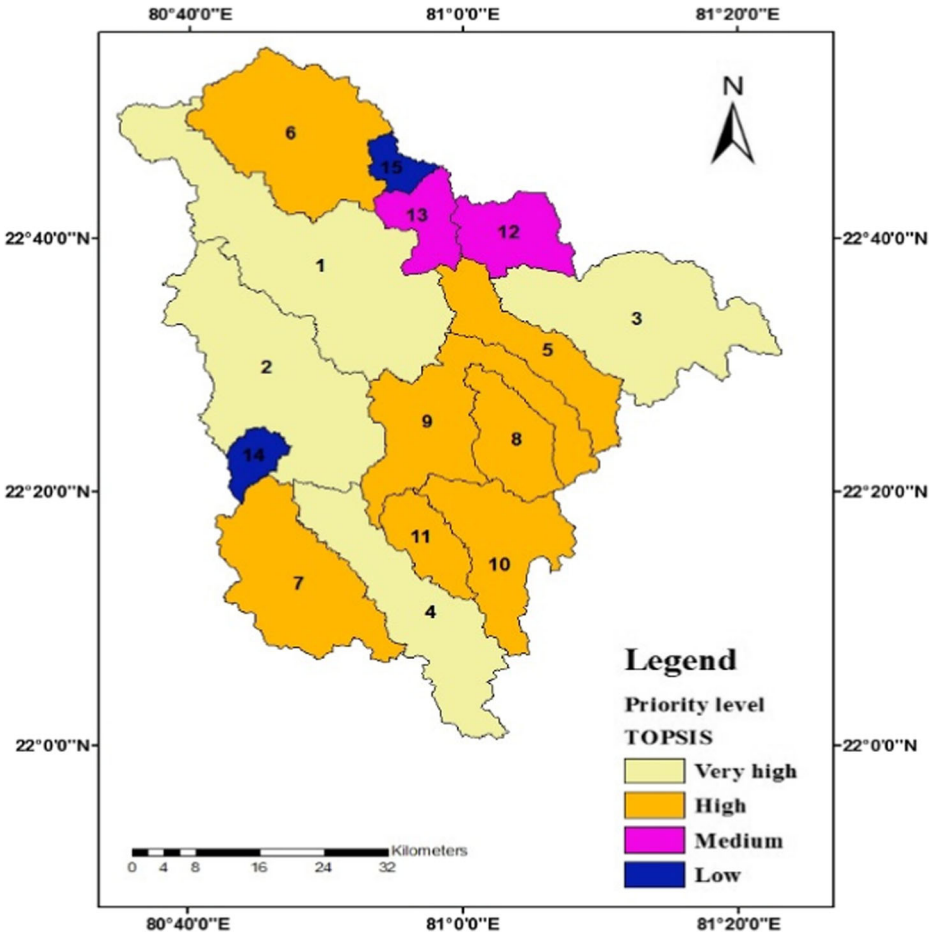 80°40'0"E 81°0'0"E 81°20'0"E
N
6
15
13
12
22°40'0"N 22°40'0"N
1
3
5
2
9
8
14
22°20'0"N 22°20'0"N
11
10
7
4
Legend
Priority level
TOPSIS
22°0'0"N 22°0'0"N
Very high
High
Medium
Low
Kilometers
0 4 8 16 24 32
80°40'0"E 81°0'0"E 81°20'0"E